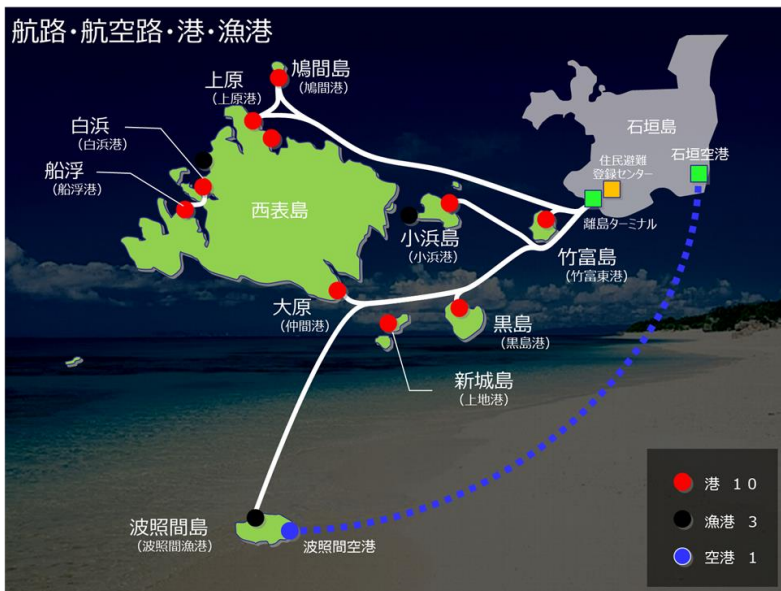 航路・航空路・港・漁港
鳩間島
(鳩間港)
上原
(上原港)
白浜
(白浜港)
船浮
(船浮港)
西表島
小浜島
(小浜港)
石垣島
石垣空港
住民避難
登録センター
離島ターミナル
竹富島
(竹富東港)
大原
(仲間港)
黒島
(黒島港)
新城島
(上地港)
波照間島
(波照間漁港)
波照間空港
港 10
漁港 3
空港 1